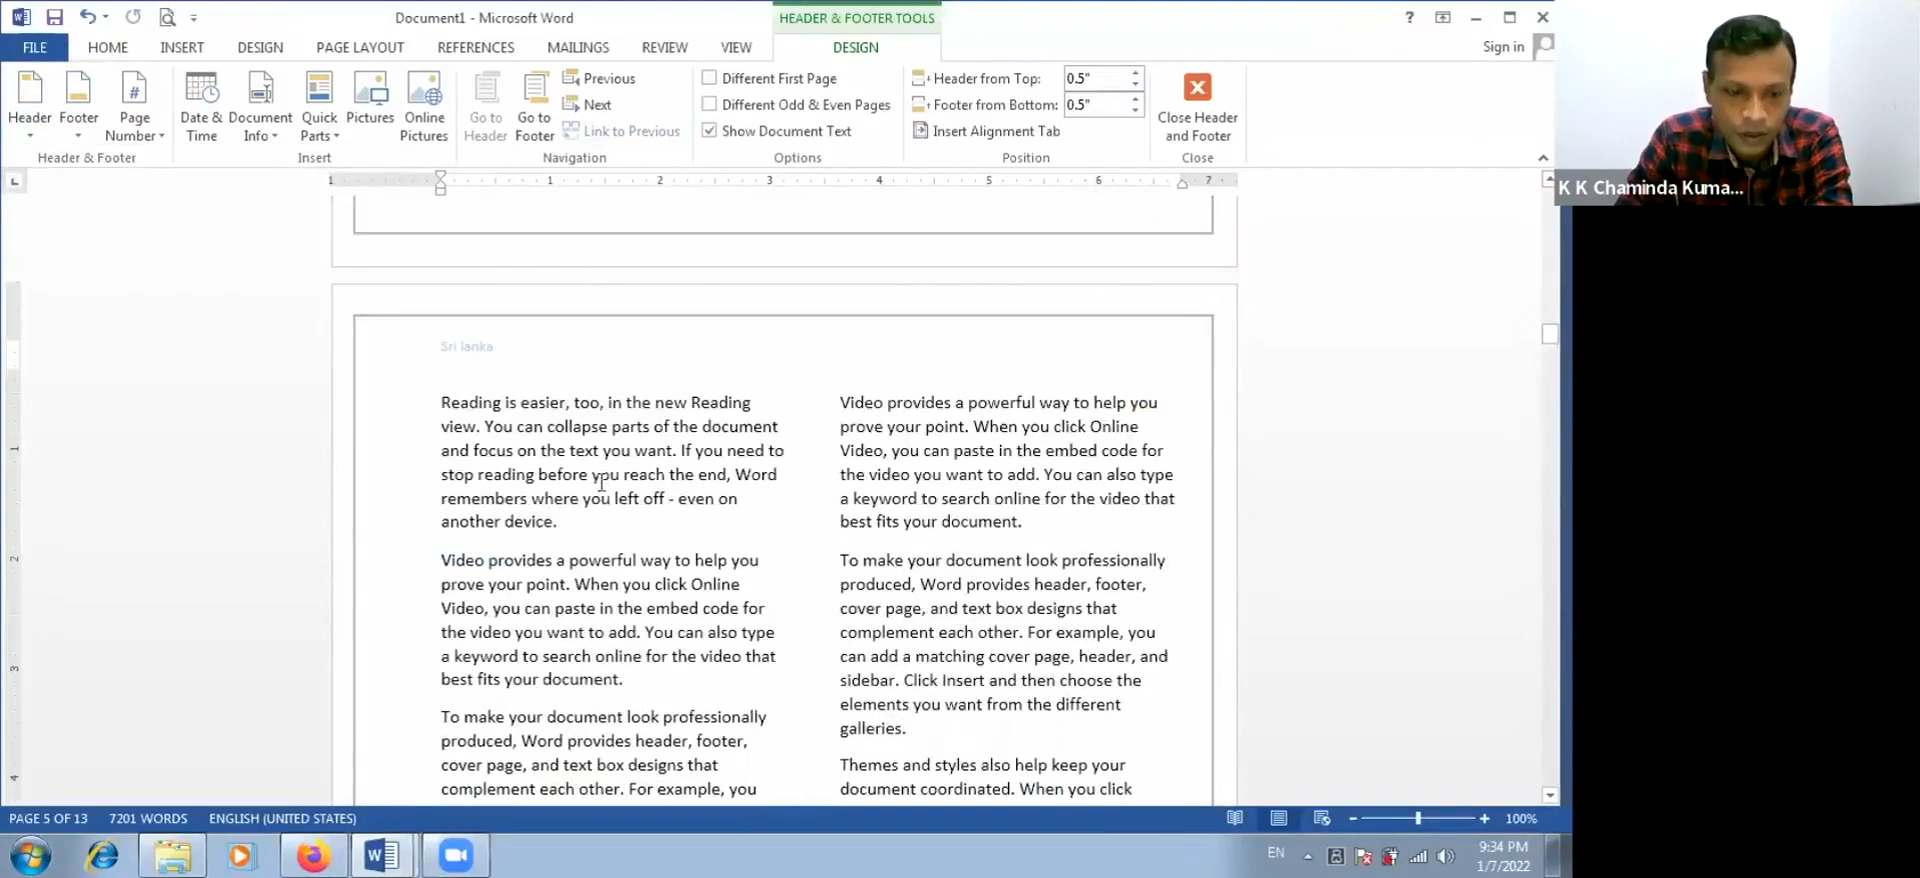 Document1 - Microsoft Word
HEADER & FOOTER TOOLS
?
FILE HOME INSERT DESIGN PAGE LAYOUT REFERENCES MAILINGS REVIEW VIEW DESIGN
Sign in
Header
Footer
Page Number
Header & Footer
Date & Time
Document Info
Quick Parts
Pictures
Online Pictures
Insert
Go to Header
Go to Footer
Previous
Next
Link to Previous
Navigation
Different First Page
Different Odd & Even Pages
Show Document Text
Options
Header from Top: 0.5"
Footer from Bottom: 0.5"
Insert Alignment Tab
Position
Close Header and Footer
Close
K K Chaminda Kuma...
1 1 2 3 4 5 6 7
Sri lanka
Reading is easier, too, in the new Reading
view. You can collapse parts of the document
and focus on the text you want. If you need to
stop reading before you reach the end, Word
remembers where you left off - even on
another device.
Video provides a powerful way to help you
prove your point. When you click Online
Video, you can paste in the embed code for
the video you want to add. You can also type
a keyword to search online for the video that
best fits your document.
To make your document look professionally
produced, Word provides header, footer,
cover page, and text box designs that
complement each other. For example, you
Video provides a powerful way to help you
prove your point. When you click Online
Video, you can paste in the embed code for
the video you want to add. You can also type
a keyword to search online for the video that
best fits your document.
To make your document look professionally
produced, Word provides header, footer,
cover page, and text box designs that
complement each other. For example, you
can add a matching cover page, header, and
sidebar. Click Insert and then choose the
elements you want from the different
galleries.
Themes and styles also help keep your
document coordinated. When you click
1
2
3
4
PAGE 5 OF 13 7201 WORDS ENGLISH (UNITED STATES)
100%
EN
9:34 PM
1/7/2022